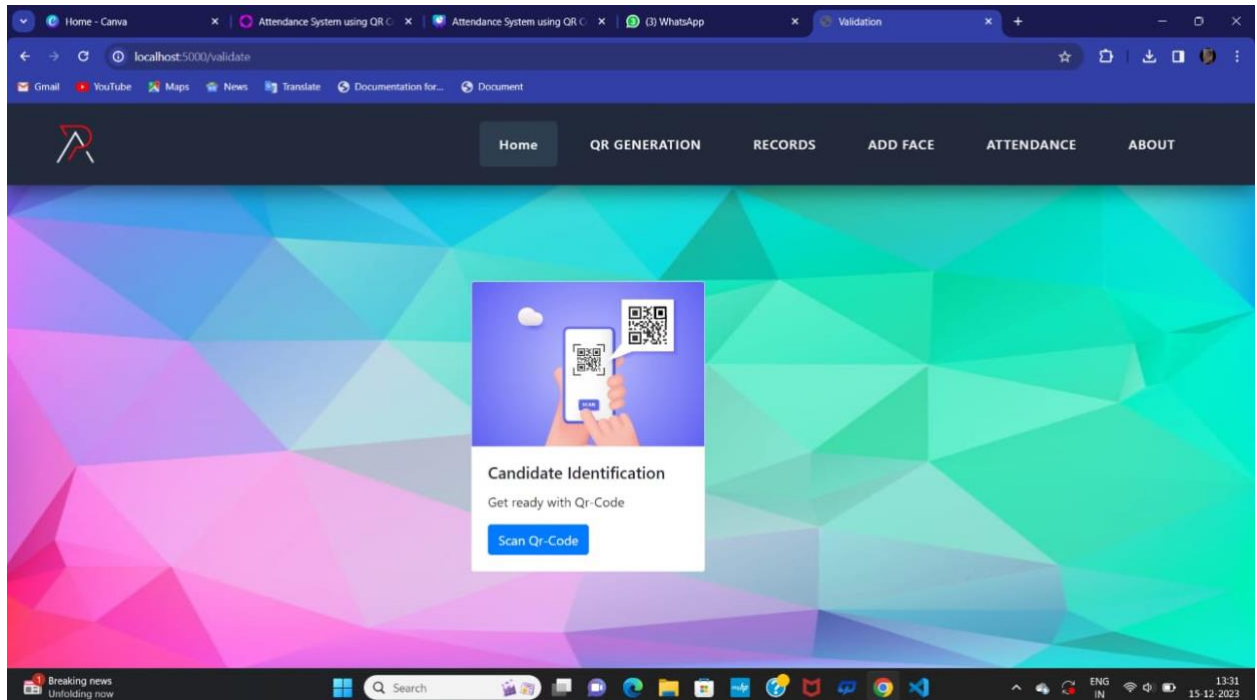 Home - Canva
Attendance System using QR C
Attendance System using QR C
(3) WhatsApp
Validation
localhost:5000/validate
Gmail
YouTube
Maps
News
Translate
Documentation for...
Document
Home
QR GENERATION
RECORDS
ADD FACE
ATTENDANCE
ABOUT
SCAN
Candidate Identification
Get ready with Qr-Code
Scan Qr-Code
1
Breaking news
Unfolding now
Search
ENG
IN
13:31
15-12-2023